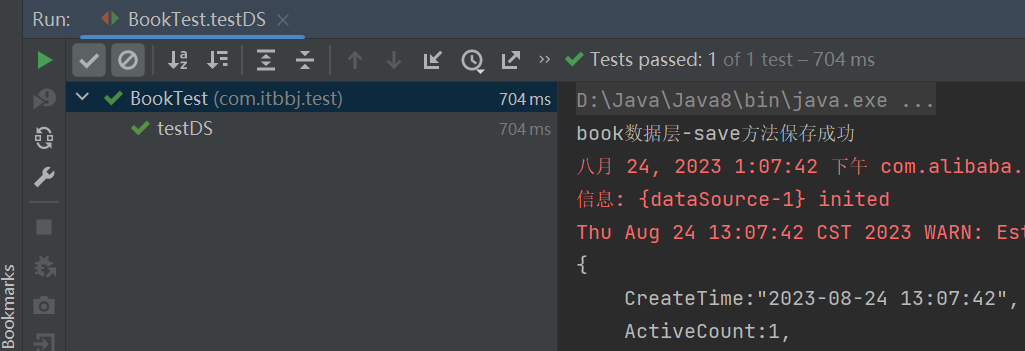 Run: BookTest.testDS
Tests passed: 1 of 1 test – 704 ms
BookTest (com.itbbj.test) 704 ms
testDS 704 ms
D:\Java\Java8\bin\java.exe ...
book数据层-save方法保存成功
八月 24, 2023 1:07:42 下午 com.alibaba.
信息: {dataSource-1} inited
Thu Aug 24 13:07:42 CST 2023 WARN: Est
{
CreateTime:"2023-08-24 13:07:42",
ActiveCount:1,
Bookmarks